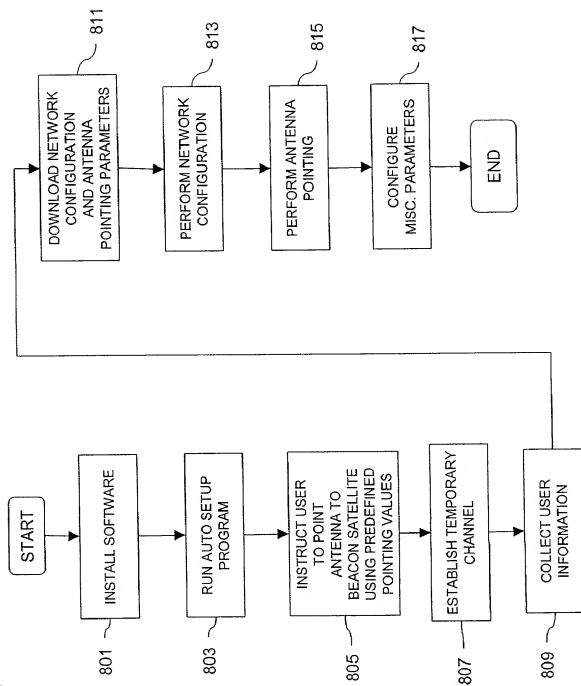 START
INSTALL SOFTWARE
801
RUN AUTO SETUP
PROGRAM
803
INSTRUCT USER
TO POINT
ANTENNA TO
BEACON SATELLITE
USING PREDEFINED
POINTING VALUES
805
ESTABLISH TEMPORARY
CHANNEL
807
COLLECT USER
INFORMATION
809
DOWNLOAD NETWORK
CONFIGURATION
AND ANTENNA
POINTING PARAMETERS
811
PERFORM NETWORK
CONFIGURATION
813
PERFORM ANTENNA
POINTING
815
CONFIGURE
MISC. PARAMETERS
817
END